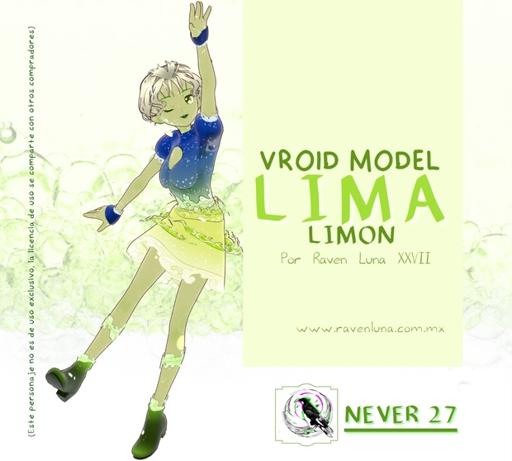 (Este personaje no es de uso exclusivo, la licencia de uso se comparte con otros compradores)
VROID MODEL
LIMA
LIMON
Por Raven Luna XXVII
www.ravenluna.com.mx
NEVER 27